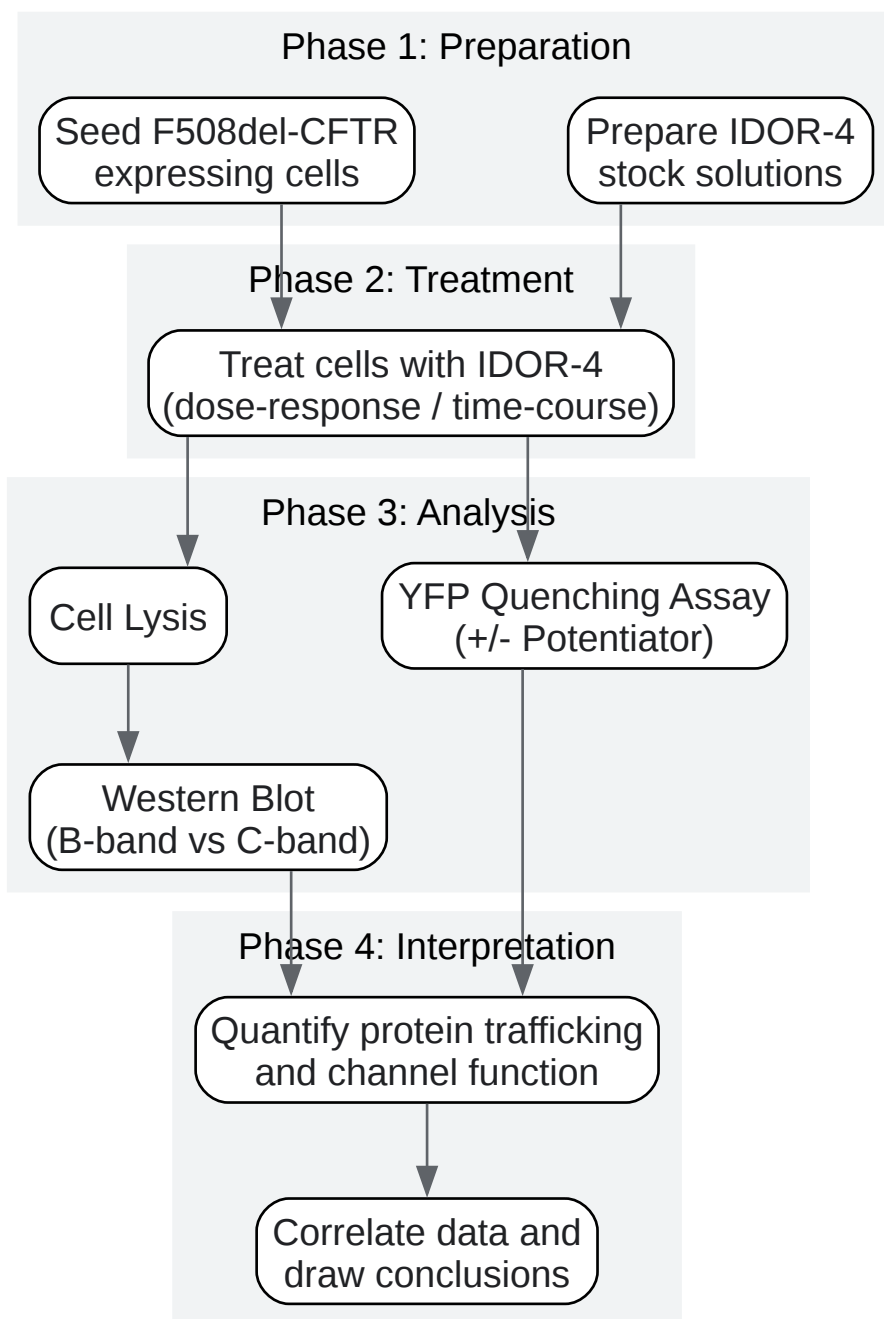 Phase 1: Preparation
Seed F508del-CFTR
expressing cells
Prepare IDOR-4
stock solutions
Phase 2: Treatment
Treat cells with IDOR-4
(dose-response / time-course)
Phase 3: Analysis
Cell Lysis
YFP Quenching Assay
(+/- Potentiator)
Western Blot
(B-band vs C-band)
Phase 4: Interpretation
Quantify protein trafficking
and channel function
Correlate data and
draw conclusions